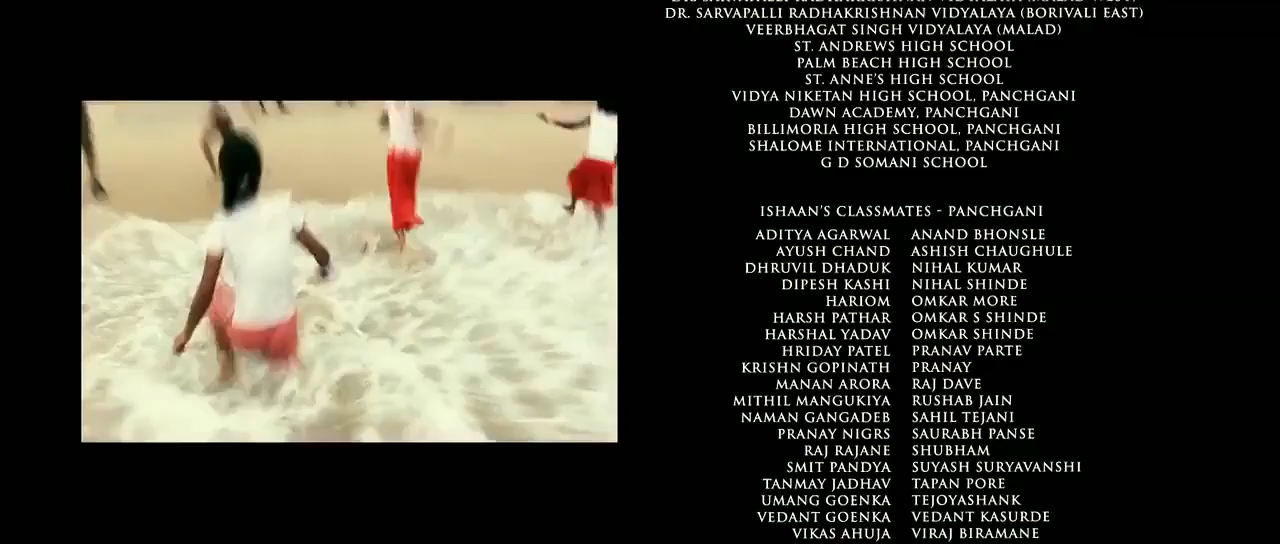 DR. SARVAPALLI RADHAKRISHNAN VIDYALAYA (BORIVALI EAST)
VEERBHAGAT SINGH VIDYALAYA (MALAD)
ST. ANDREWS HIGH SCHOOL
PALM BEACH HIGH SCHOOL
ST. ANNE'S HIGH SCHOOL
VIDYA NIKETAN HIGH SCHOOL, PANCHGANI
DAWN ACADEMY, PANCHGANI
BILLIMORIA HIGH SCHOOL, PANCHGANI
SHALOME INTERNATIONAL, PANCHGANI
G D SOMANI SCHOOL
ISHAAN'S CLASSMATES - PANCHGANI
ADITYA AGARWAL ANAND BHONSLE
AYUSH CHAND ASHISH CHAUGHULE
DHRUVIL DHADUK NIHAL KUMAR
DIPESH KASHI NIHAL SHINDE
HARIOM OMKAR MORE
HARSH PATHAR OMKAR S SHINDE
HARSHAL YADAV OMKAR SHINDE
HRIDAY PATEL PRANAV PARTE
KRISHN GOPINATH PRANAY
MANAN ARORA RAJ DAVE
MITHIL MANGUKIYA RUSHAB JAIN
NAMAN GANGADEB SAHIL TEJANI
PRANAY NIGRS SAURABH PANSE
RAJ RAJANE SHUBHAM
SMIT PANDYA SUYASH SURYAVANSHI
TANMAY JADHAV TAPAN PORE
UMANG GOENKA TEJOYASHANK
VEDANT GOENKA VEDANT KASURDE
VIKAS AHUJA VIRAJ BIRAMANE